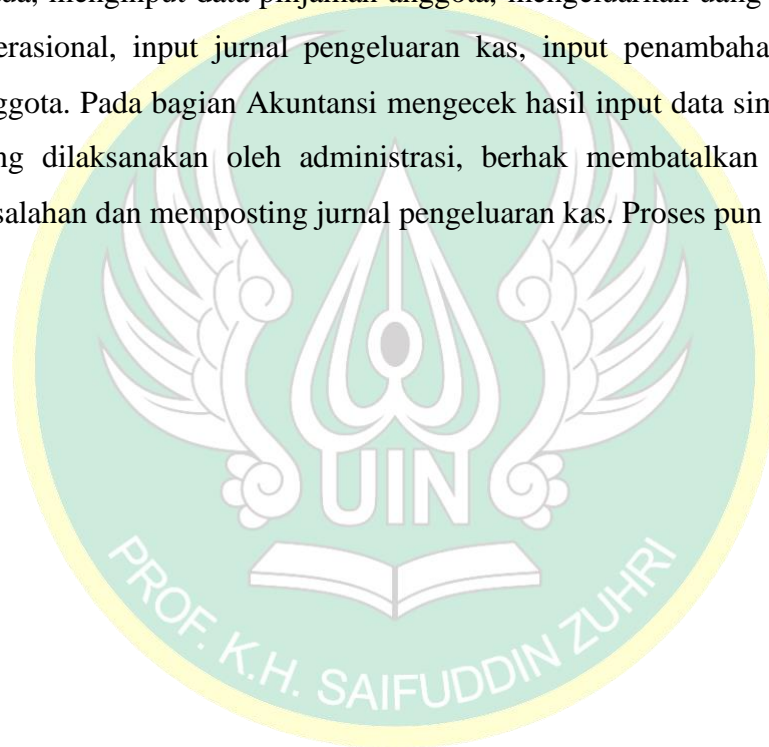 menginput data pinjaman anggota, mengeluarkan uang
erasional, input jurnal pengeluaran kas, input penambaha
ggota. Pada bagian Akuntansi mengecek hasil input data sim
ng dilaksanakan oleh administrasi, berhak membatalkan
salahan dan memposting jurnal pengeluaran kas. Proses pun
UIN
PROF. K.H. SAIFUDDIN ZUHRI